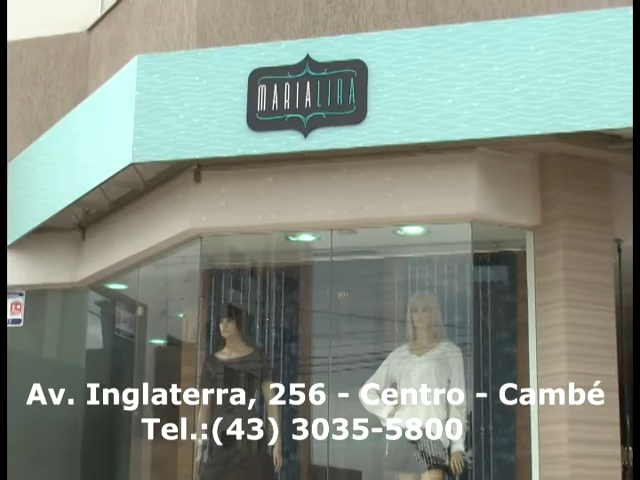 MARIALIRA
Av. Inglaterra, 256 - Centro - Cambé
Tel.:(43) 3035-5800